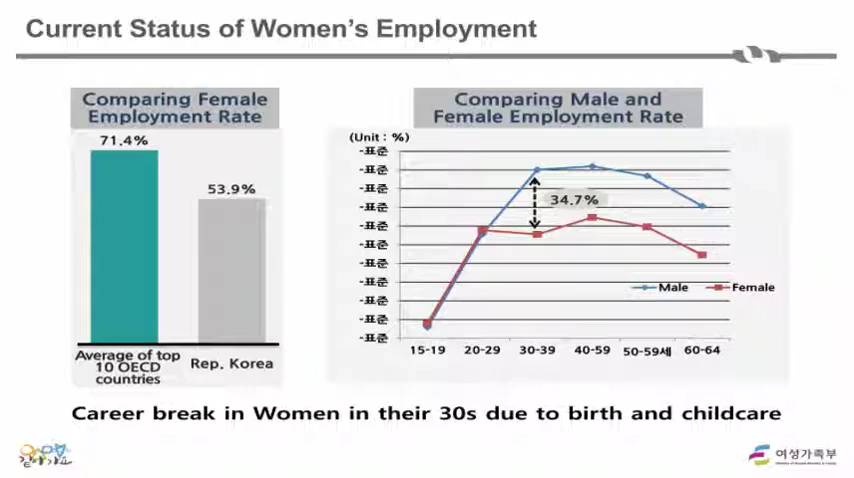 Current Status of Women's Employment
Comparing Female
Employment Rate
71.4%
53.9%
Average of top
10 OECD
countries
Rep. Korea
Comparing Male and
Female Employment Rate
(Unit : %)
-표준
-표준
-표준
-표준
-표준
-표준
-표준
-표준
-표준
-표준
-표준
34.7%
Male
Female
15-19
20-29
30-39
40-59
50-59세
60-64
Career break in Women in their 30s due to birth and childcare
같이가요
여성가족부